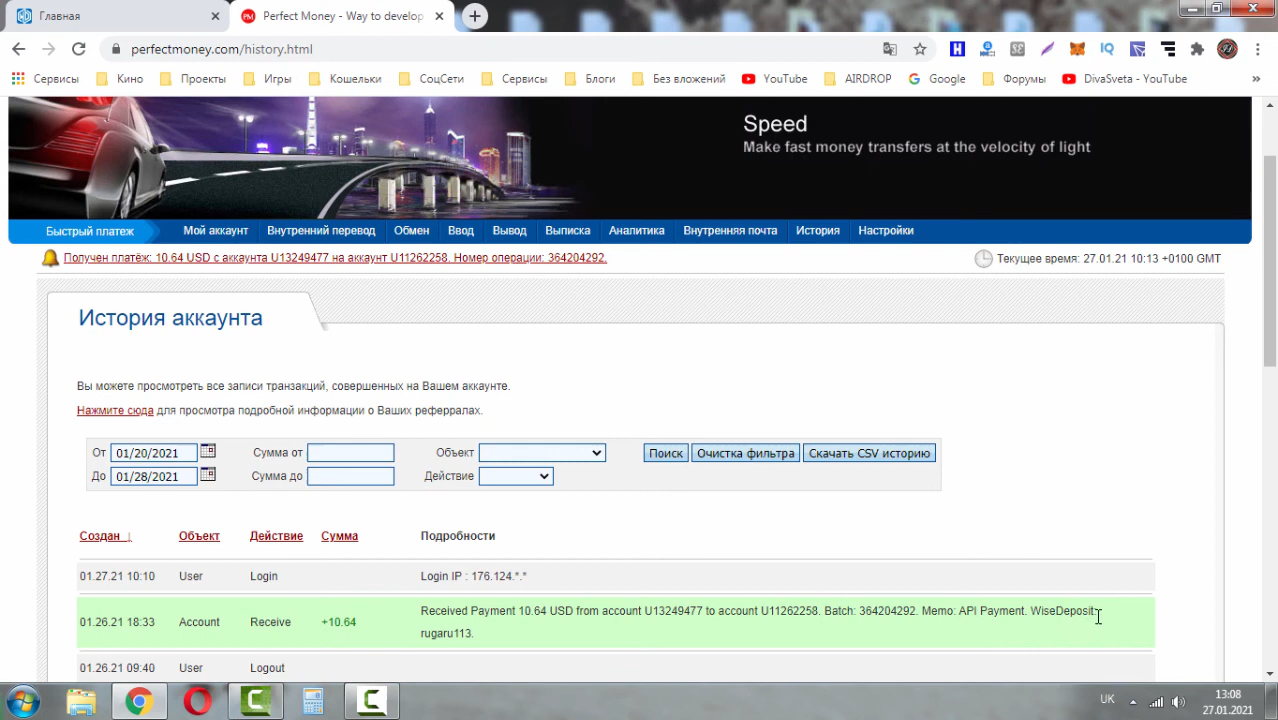 Главная
Perfect Money - Way to develop
perfectmoney.com/history.html
Сервисы Кино Проекты Игры Кошельки СоцСети Сервисы Блоги Без вложений YouTube AIRDROP Google Форумы DivaSveta - YouTube »
Speed
Make fast money transfers at the velocity of light
Быстрый платеж Мой аккаунт Внутренний перевод Обмен Ввод Вывод Выписка Аналитика Внутренняя почта История Настройки
Получен платёж: 10.64 USD с аккаунта U13249477 на аккаунт U11262258. Номер операции: 364204292.
Текущее время: 27.01.21 10:13 +0100 GMT
История аккаунта
Вы можете просмотреть все записи транзакций, совершенных на Вашем аккаунте.
Нажмите сюда для просмотра подробной информации о Ваших реферралах.
От 01/20/2021 Сумма от Объект Поиск Очистка фильтра Скачать CSV историю
До 01/28/2021 Сумма до Действие
Создан ↓ Объект Действие Сумма Подробности
01.27.21 10:10 User Login Login IP : 176.124.*.*
01.26.21 18:33 Account Receive +10.64 Received Payment 10.64 USD from account U13249477 to account U11262258. Batch: 364204292. Memo: API Payment. WiseDeposit:
rugaru113.
01.26.21 09:40 User Logout
UK
13:08
27.01.2021